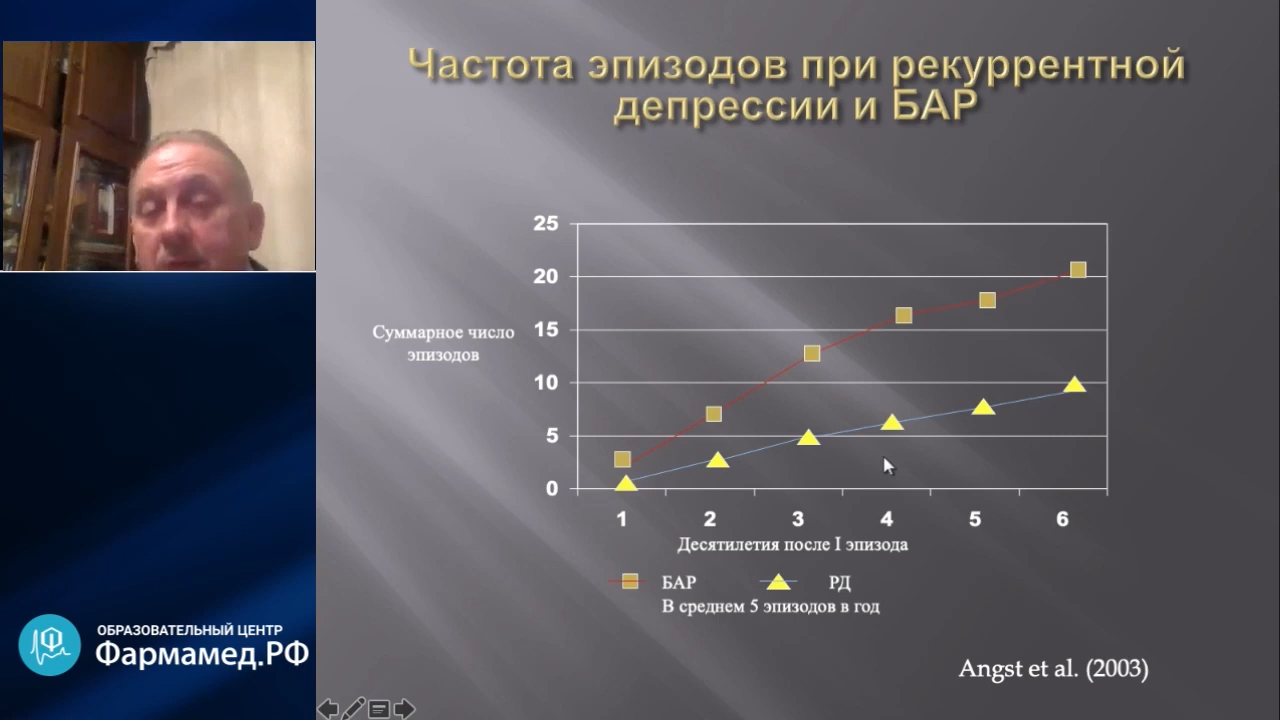 Частота эпизодов при рекуррентной
депрессии и БАР
25
20
15
10
5
0
Суммарное число
эпизодов
1 2 3 4 5 6
Десятилетия после I эпизода
БАР РД
В среднем 5 эпизодов в год
Angst et al. (2003)
ОБРАЗОВАТЕЛЬНЫЙ ЦЕНТР
Фармамед.РФ